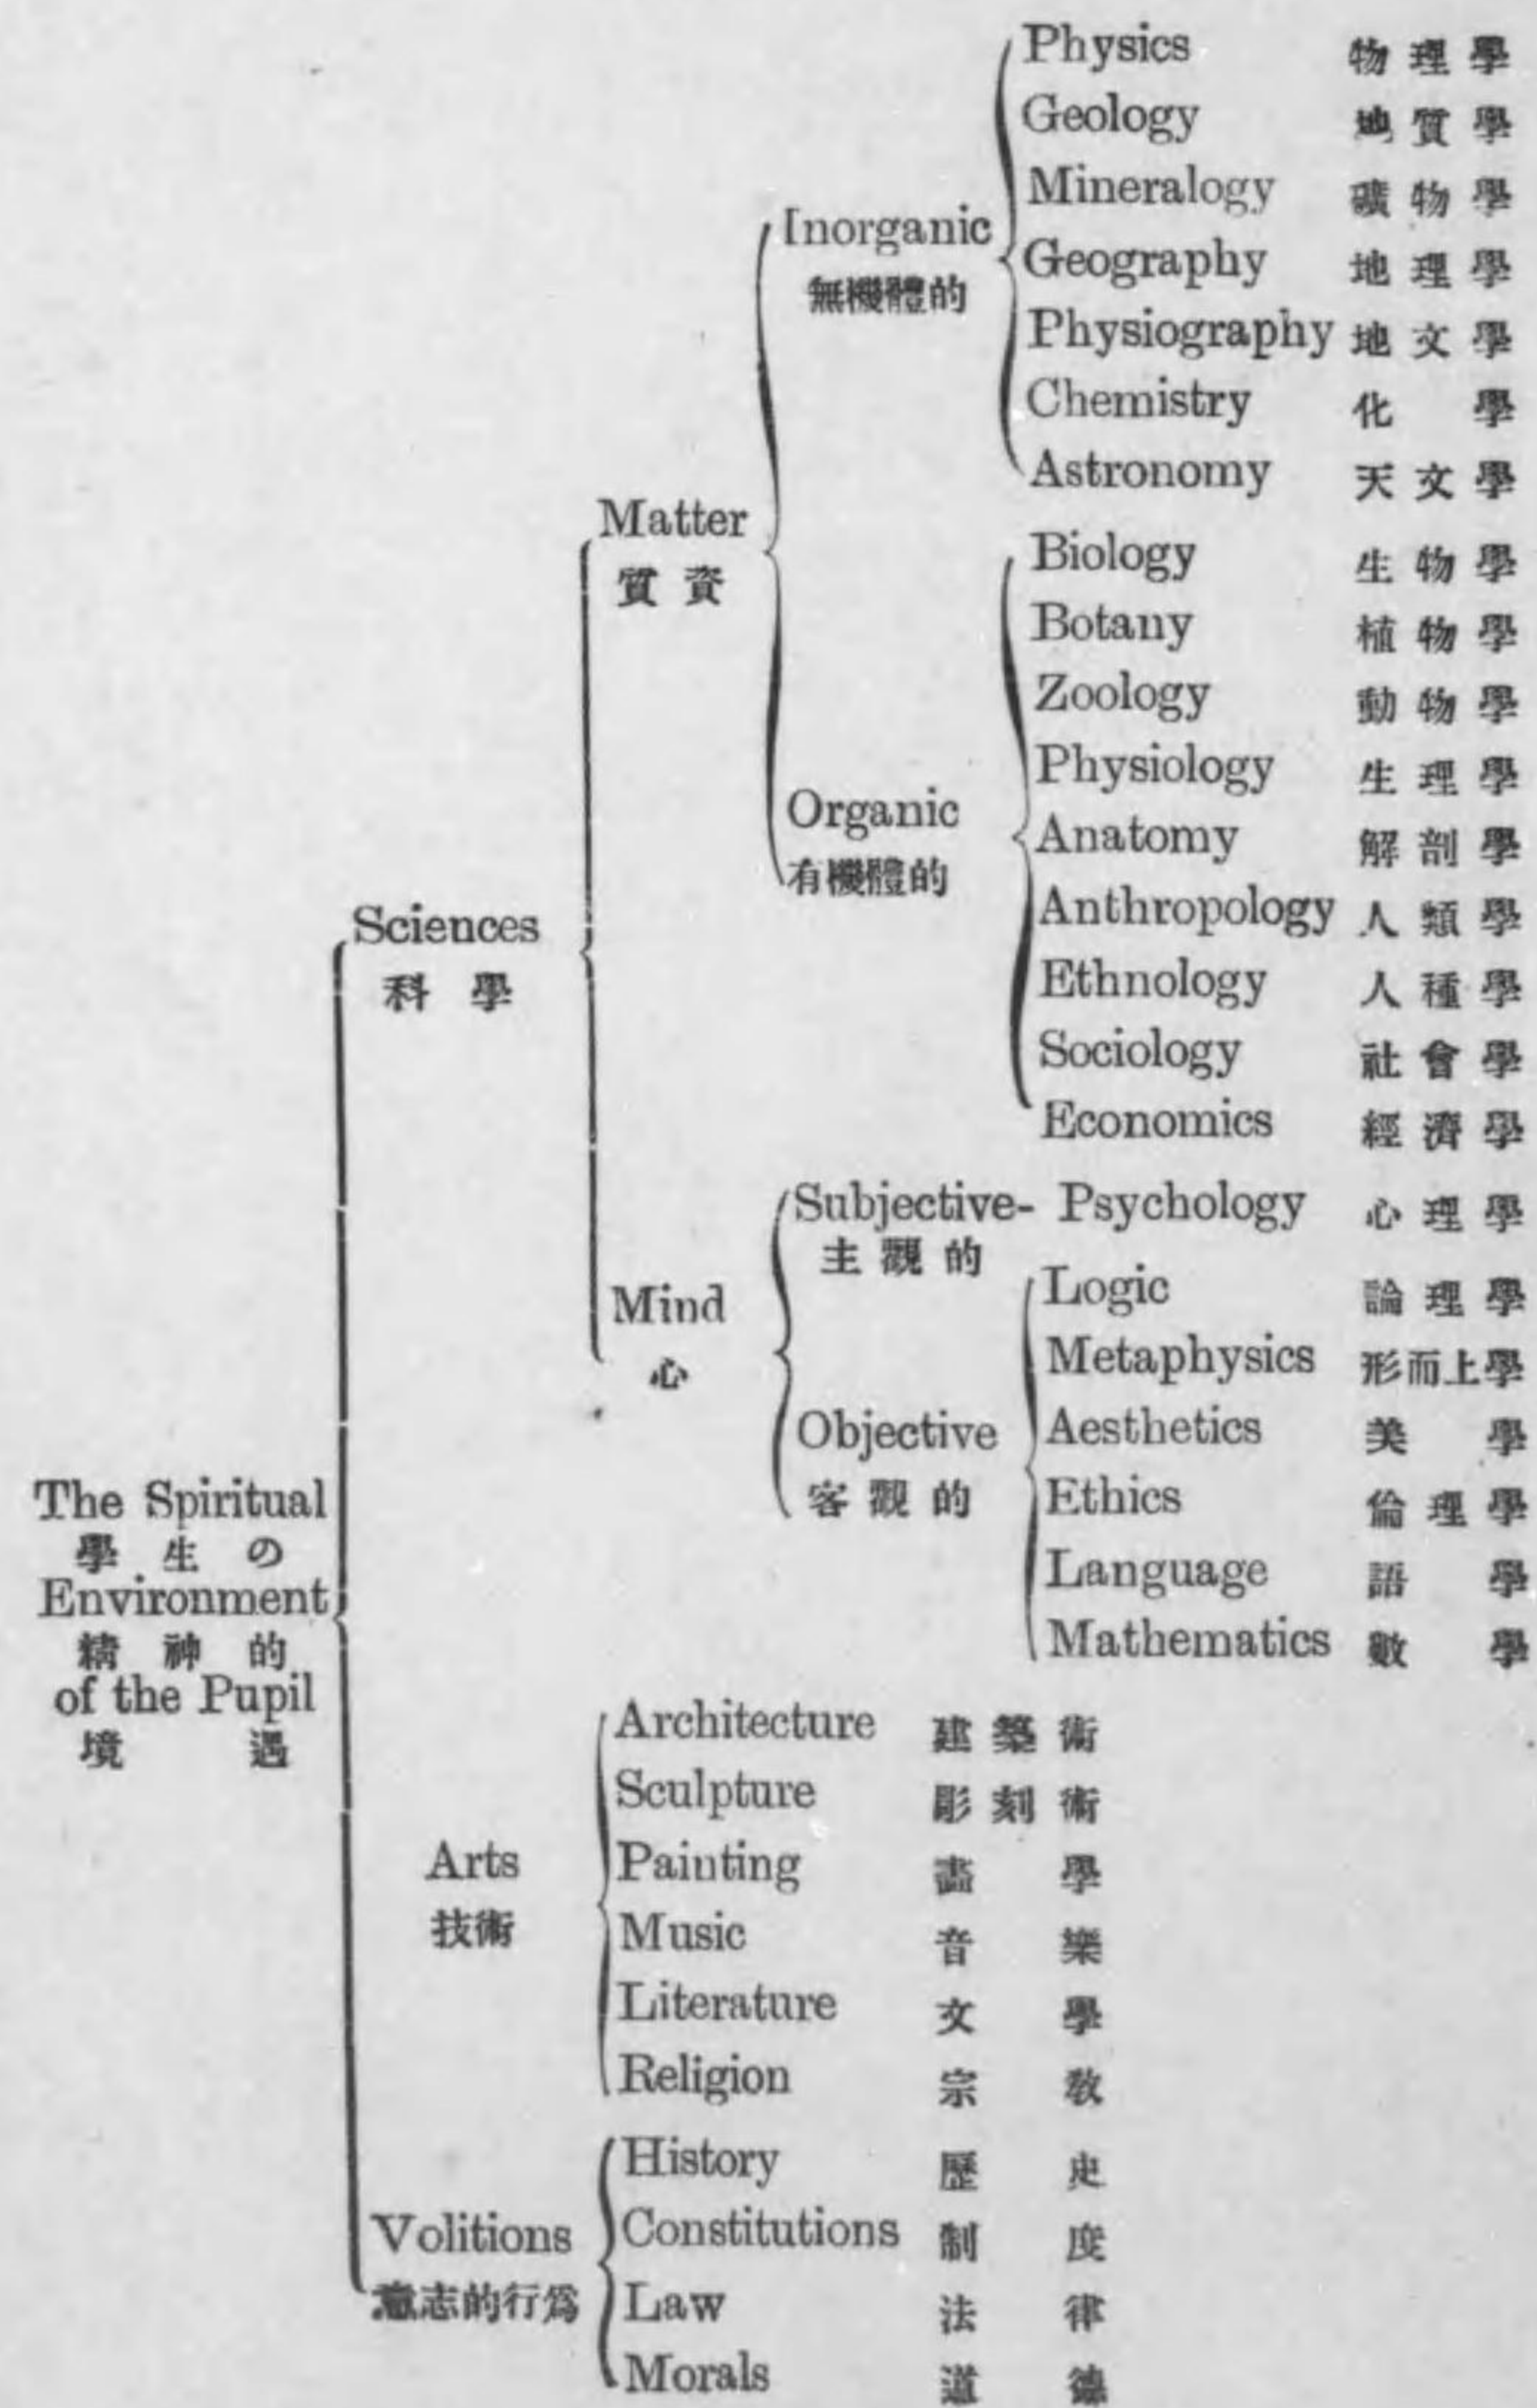 Physics 物理學
Geology 地質學
Mineralogy 礦物學
Inorganic
無機體的
Geography 地理學
Physiography 地文學
Chemistry 化學
Astronomy 天文學
Matter
質資
Biology 生物學
Botany 植物學
Zoology 動物學
Physiology 生理學
Organic
有機體的
Anatomy 解剖學
Anthropology 人類學
Ethnology 人種學
Sociology 社會學
Economics 經濟學
Sciences
科學
Subjective- Psychology 心理學
主觀的
Mind
心
Logic 論理學
Metaphysics 形而上學
Objective
客觀的
Aesthetics 美學
Ethics 倫理學
Language 語學
Mathematics 數學
The Spiritual
學生の
Environment
精神的
of the Pupil
境遇
Architecture 建築術
Sculpture 彫刻術
Arts
技術
Painting 畫學
Music 音樂
Literature 文學
Religion 宗敎
History 歷史
Volitions
意志的行爲
Constitutions 制度
Law 法律
Morals 道德